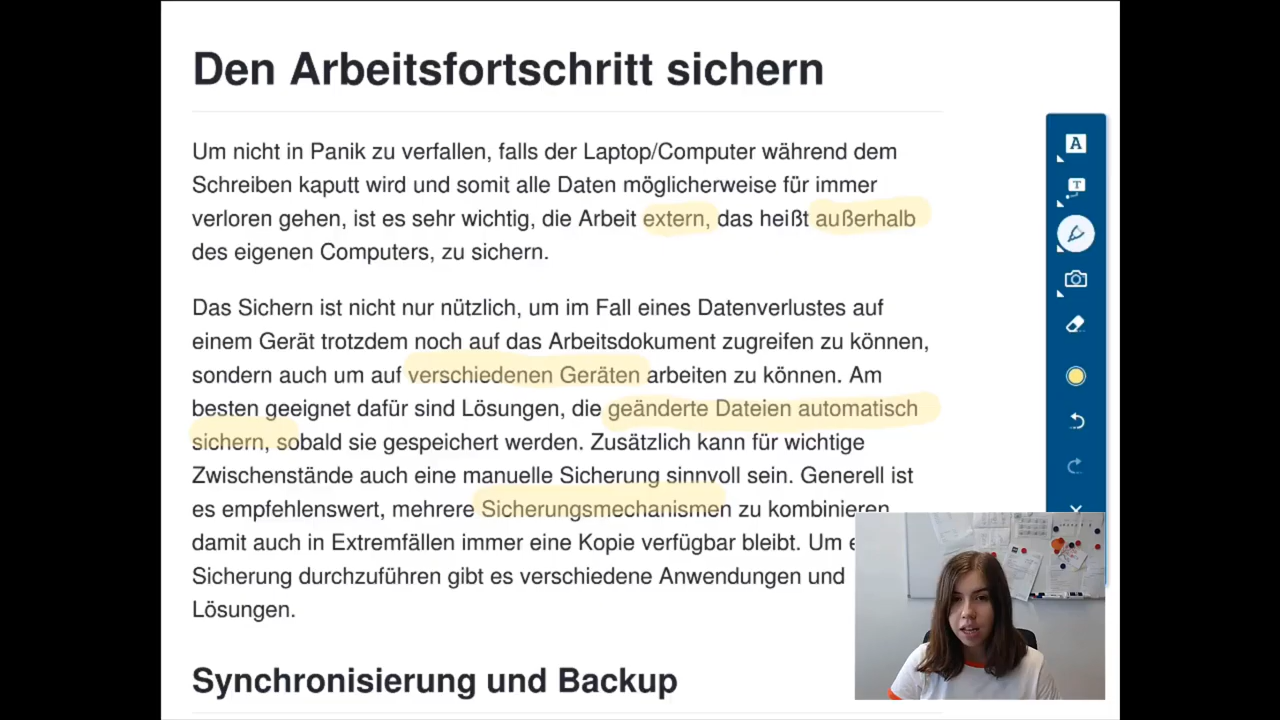 Den Arbeitsfortschritt sichern
Um nicht in Panik zu verfallen, falls der Laptop/Computer während dem
Schreiben kaputt wird und somit alle Daten möglicherweise für immer
verloren gehen, ist es sehr wichtig, die Arbeit extern, das heißt außerhalb
des eigenen Computers, zu sichern.
Das Sichern ist nicht nur nützlich, um im Fall eines Datenverlustes auf
einem Gerät trotzdem noch auf das Arbeitsdokument zugreifen zu können,
sondern auch um auf verschiedenen Geräten arbeiten zu können. Am
besten geeignet dafür sind Lösungen, die geänderte Dateien automatisch
sichern, sobald sie gespeichert werden. Zusätzlich kann für wichtige
Zwischenstände auch eine manuelle Sicherung sinnvoll sein. Generell ist
es empfehlenswert, mehrere Sicherungsmechanismen zu kombinieren
damit auch in Extremfällen immer eine Kopie verfügbar bleibt. Um
Sicherung durchzuführen gibt es verschiedene Anwendungen und
Lösungen.
Synchronisierung und Backup
A
T